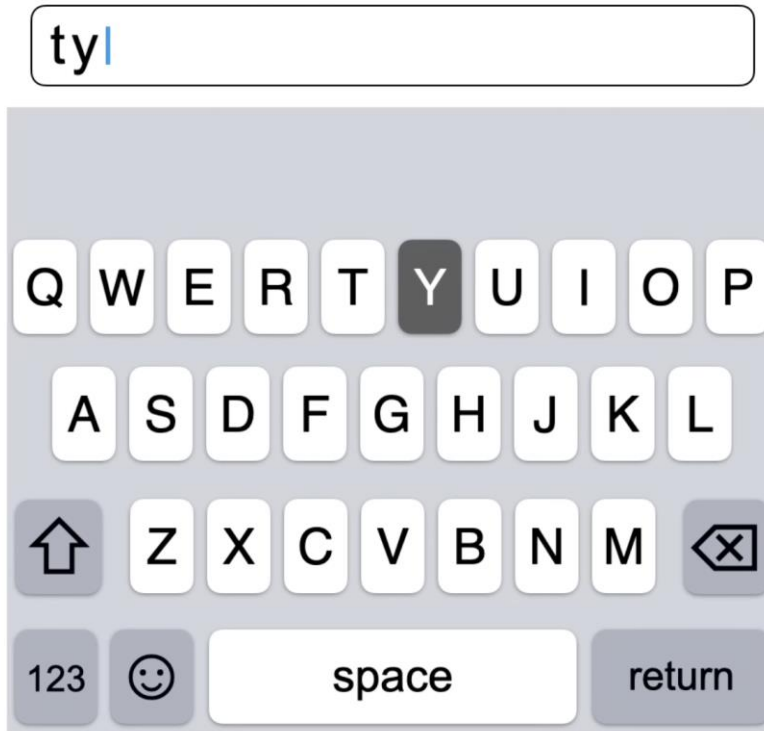 ty
Q W E R T Y U I O P
A S D F G H J K L
Z X C V B N M
123 space return